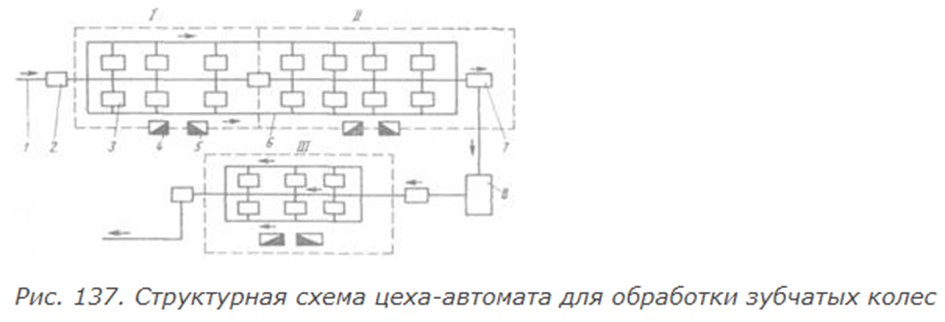 I II
1 2 3 4 5 6 7
III
8
Рис. 137. Структурная схема цеха-автомата для обработки зубчатых колес